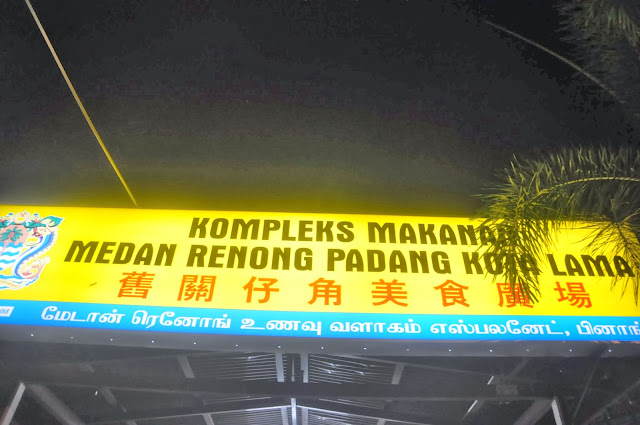 KOMPLEKS MAKANAN
MEDAN RENONG PADANG KOTA LAMA
舊關仔角美食廣場
மேடான் ரெனோங் உணவு வளாகம் எஸ்பலனேட்,